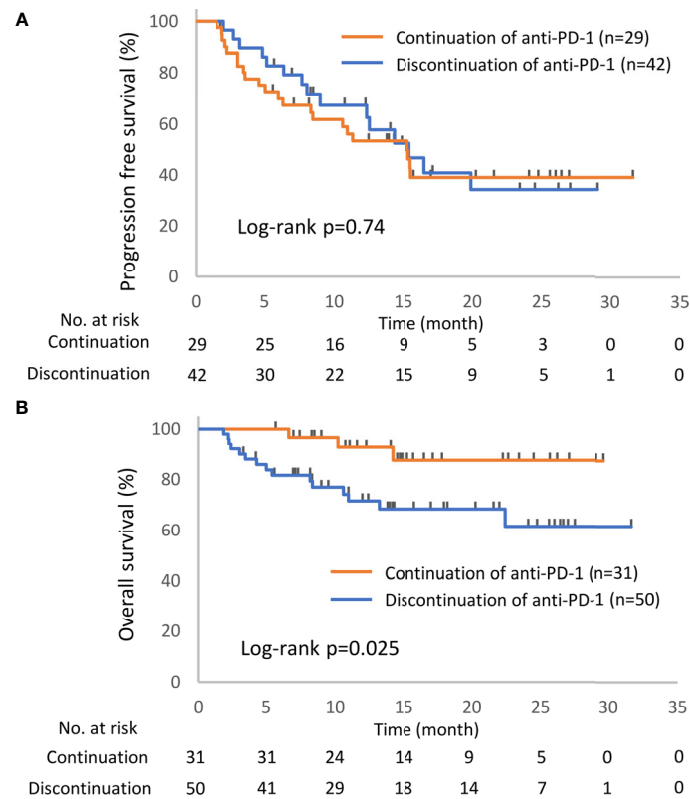 A
Progression free survival (%)
100
80
60
40
20
0
Continuation of anti-PD-1 (n=29)
Discontinuation of anti-PD-1 (n=42)
Log-rank p=0.74
0 5 10 15 20 25 30 35
Time (month)
No. at risk
Continuation 29 25 16 9 5 3 0 0
Discontinuation 42 30 22 15 9 5 1 0
B
Overall survival (%)
100
80
60
40
20
0
Continuation of anti-PD-1 (n=31)
Discontinuation of anti-PD-1 (n=50)
Log-rank p=0.025
0 5 10 15 20 25 30 35
Time (month)
No. at risk
Continuation 31 31 24 14 9 5 0 0
Discontinuation 50 41 29 18 14 7 1 0